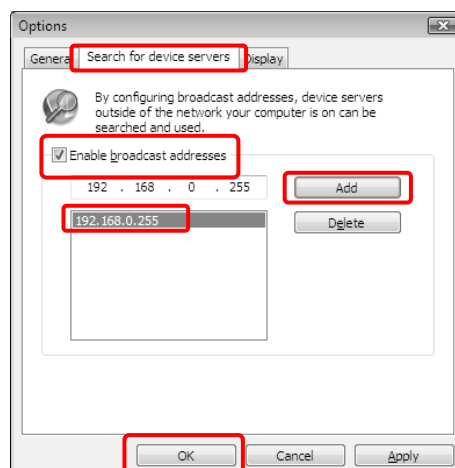 Options
General
Search for device servers
Display
By configuring broadcast addresses, device servers
outside of the network your computer is on can be
searched and used.
Enable broadcast addresses
192 . 168 . 0 . 255
Add
192.168.0.255
Delete
OK
Cancel
Apply